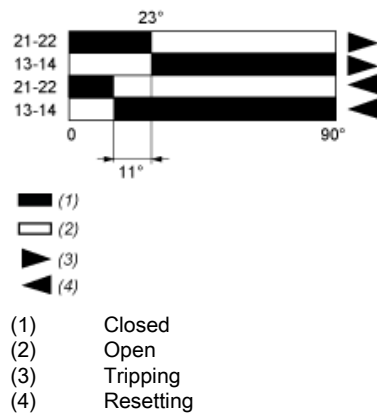 23°
21-22
13-14
21-22
13-14
0 90°
11°
(1)
(2)
(3)
(4)
(1) Closed
(2) Open
(3) Tripping
(4) Resetting